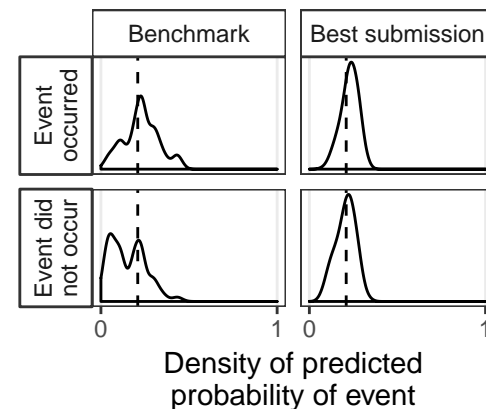 Benchmark
Best submission
Event
occurred
Event did
not occur
0
1
0
1
Density of predicted
probability of event